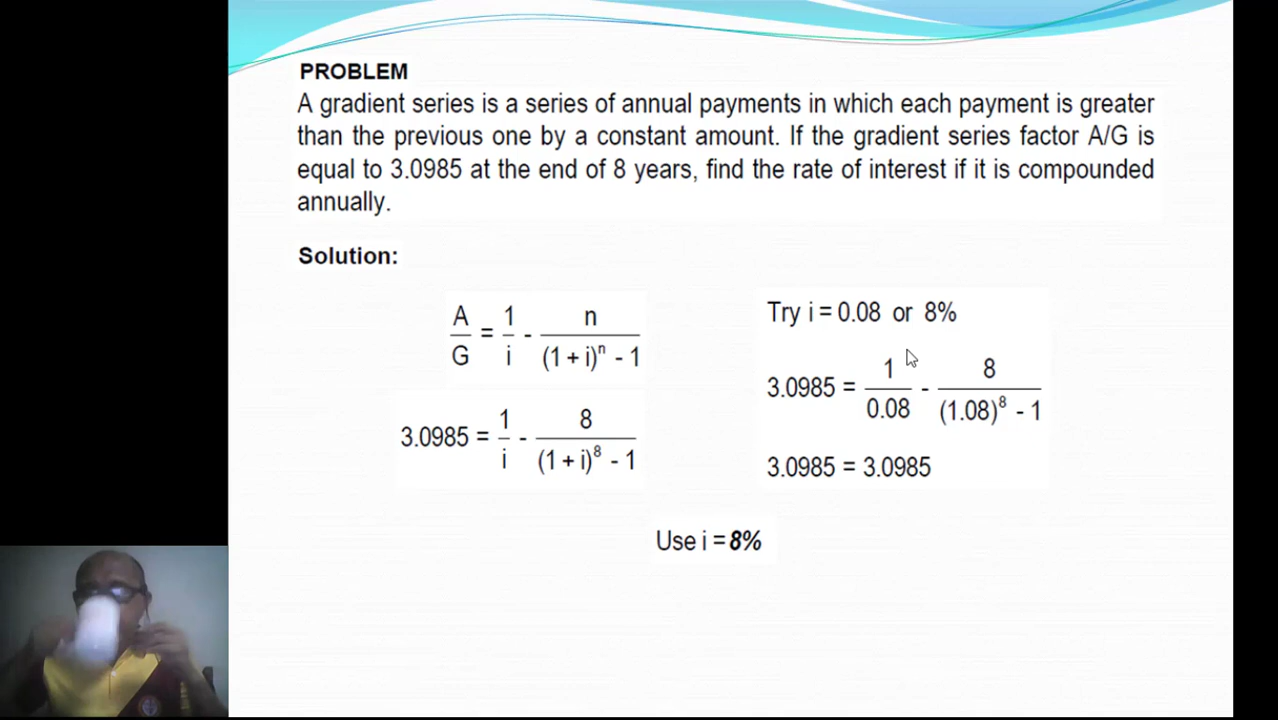 PROBLEM
A gradient series is a series of annual payments in which each payment is greater
than the previous one by a constant amount. If the gradient series factor A/G is
equal to 3.0985 at the end of 8 years, find the rate of interest if it is compounded
annually.
Solution:
A/G = 1/i - n/((1 + i)ⁿ - 1)
3.0985 = 1/i - 8/((1 + i)⁸ - 1)
Try i = 0.08 or 8%
3.0985 = 1/0.08 - 8/((1.08)⁸ - 1)
3.0985 = 3.0985
Use i = 8%